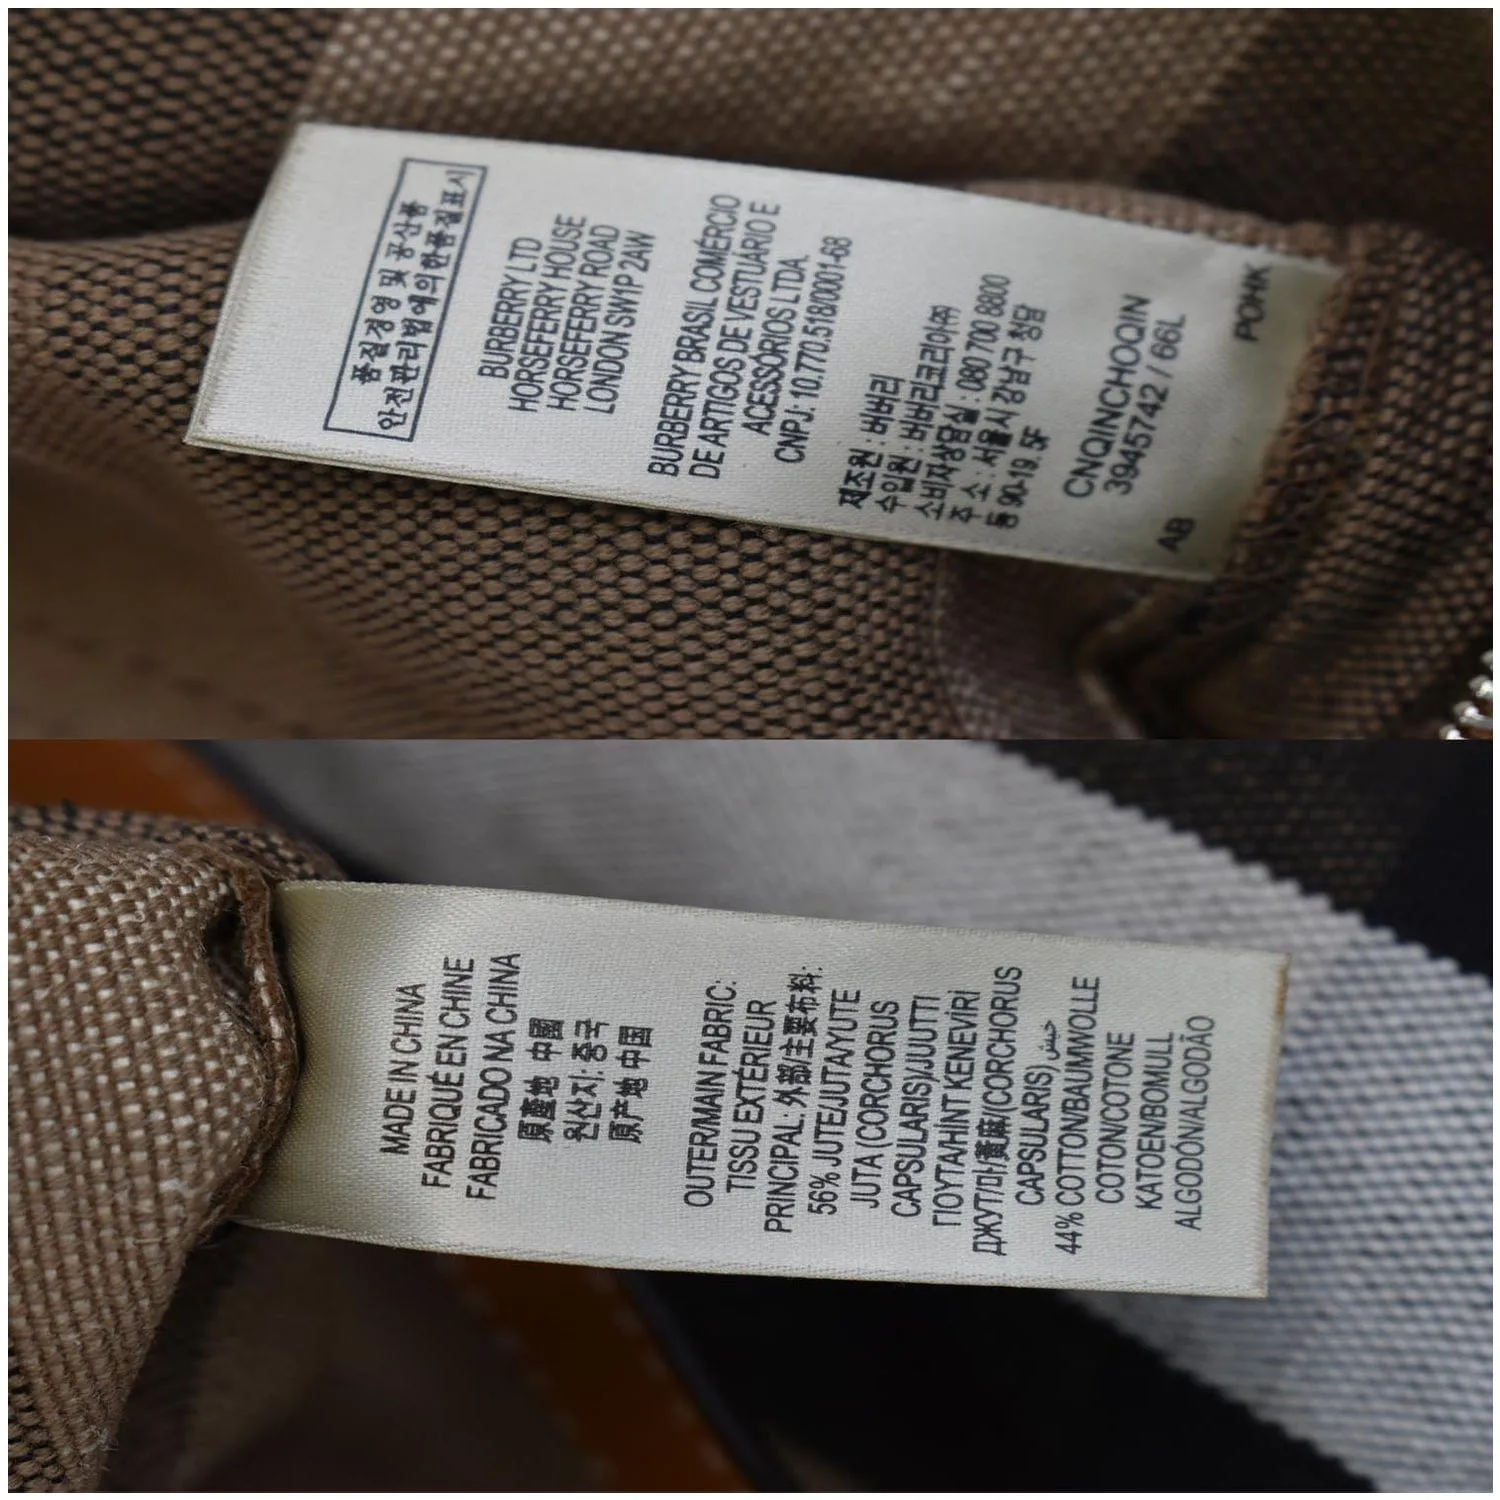 품질경영 및 공산품
안전관리법에의한품질표시
BURBERRY LTD
HORSEFERRY HOUSE
HORSEFERRY ROAD
LONDON SW1P 2AW
BURBERRY BRASIL COMÉRCIO
DE ARTIGOS DE VESTUÁRIO E
ACESSÓRIOS LTDA.
CNPJ: 10.770.518/0001-68
제조원 : 버버리
수입원 : 버버리코리아㈜
소비자상담실 : 080 700 8800
주 소 : 서울시 강남구 청담
동 90-19. 5F
CNQINCHOQIN
3945742 / 66L
AB POHK
MADE IN CHINA
FABRIQUÉ EN CHINE
FABRICADO NA CHINA
原產地 中國
원산지: 중국
原产地 中国
OUTER/MAIN FABRIC:
TISSU EXTÉRIEUR
PRINCIPAL: 外部/主要布料:
56% JUTE/JUTA/YUTE
JUTA (CORCHORUS
CAPSULARIS)/JUUTTI
ΓΙΟΥΤΑ/HINT KENEVİRİ
ДЖУТ/마/黃麻/(CORCHORUS
CAPSULARIS)/خيش
44% COTTON/BAUMWOLLE
COTON/COTONE
KATOEN/BOMULL
ALGODÓN/ALGODÃO